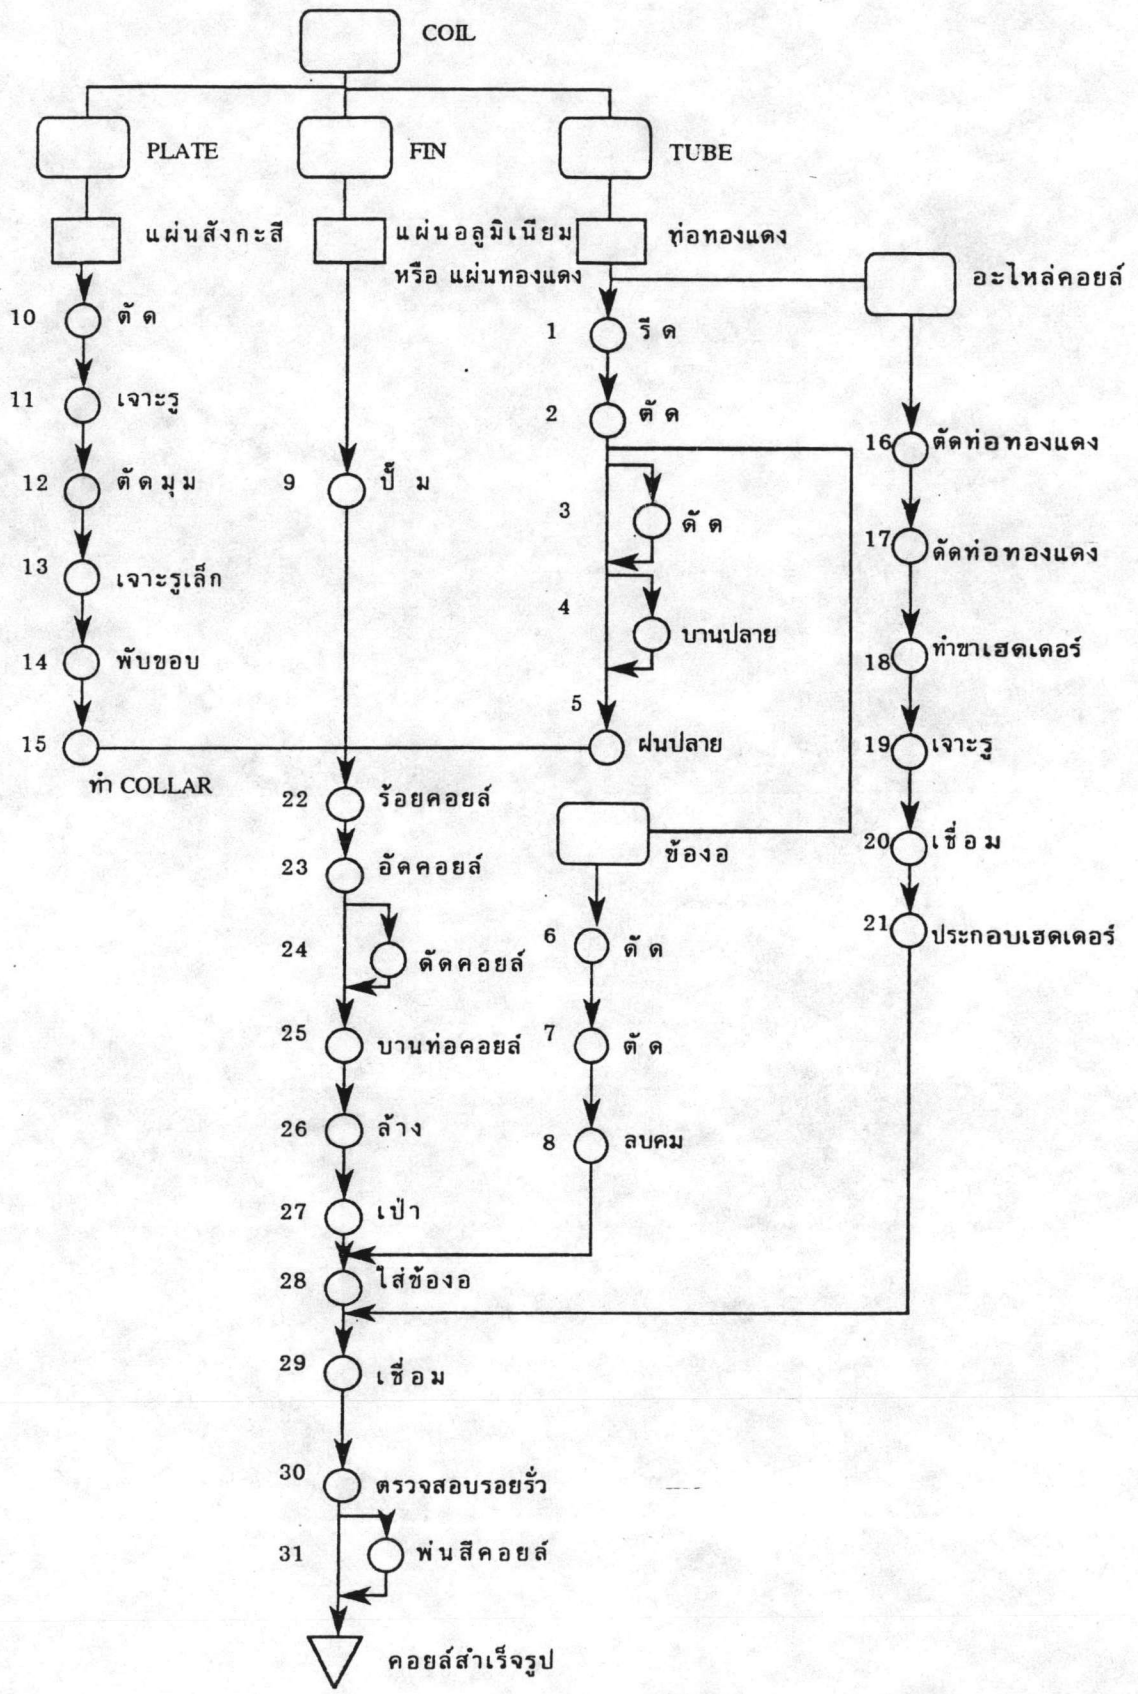 COIL
PLATE
FIN
TUBE
แผ่นสังกะสี
แผ่นอลูมิเนียม
หรือ แผ่นทองแดง
ท่อทองแดง
อะไหล่คอยล์
10 ตัด
11 เจาะรู
12 ตัดมุม
13 เจาะรูเล็ก
14 พับขอบ
15
ทำ COLLAR
9 ปั๊ม
1 รีด
2 ตัด
3 ดัด
4 บานปลาย
5
ฝนปลาย
16 ตัดท่อทองแดง
17 ดัดท่อทองแดง
18 ทำขาเฮดเดอร์
19 เจาะรู
20 เชื่อม
21 ประกอบเฮดเดอร์
ข้องอ
6 ดัด
7 ตัด
8 ลบคม
22 ร้อยคอยล์
23 อัดคอยล์
24 ดัดคอยล์
25 บานท่อคอยล์
26 ล้าง
27 เป่า
28 ใส่ข้องอ
29 เชื่อม
30 ตรวจสอบรอยรั่ว
31 พ่นสีคอยล์
คอยล์สำเร็จรูป